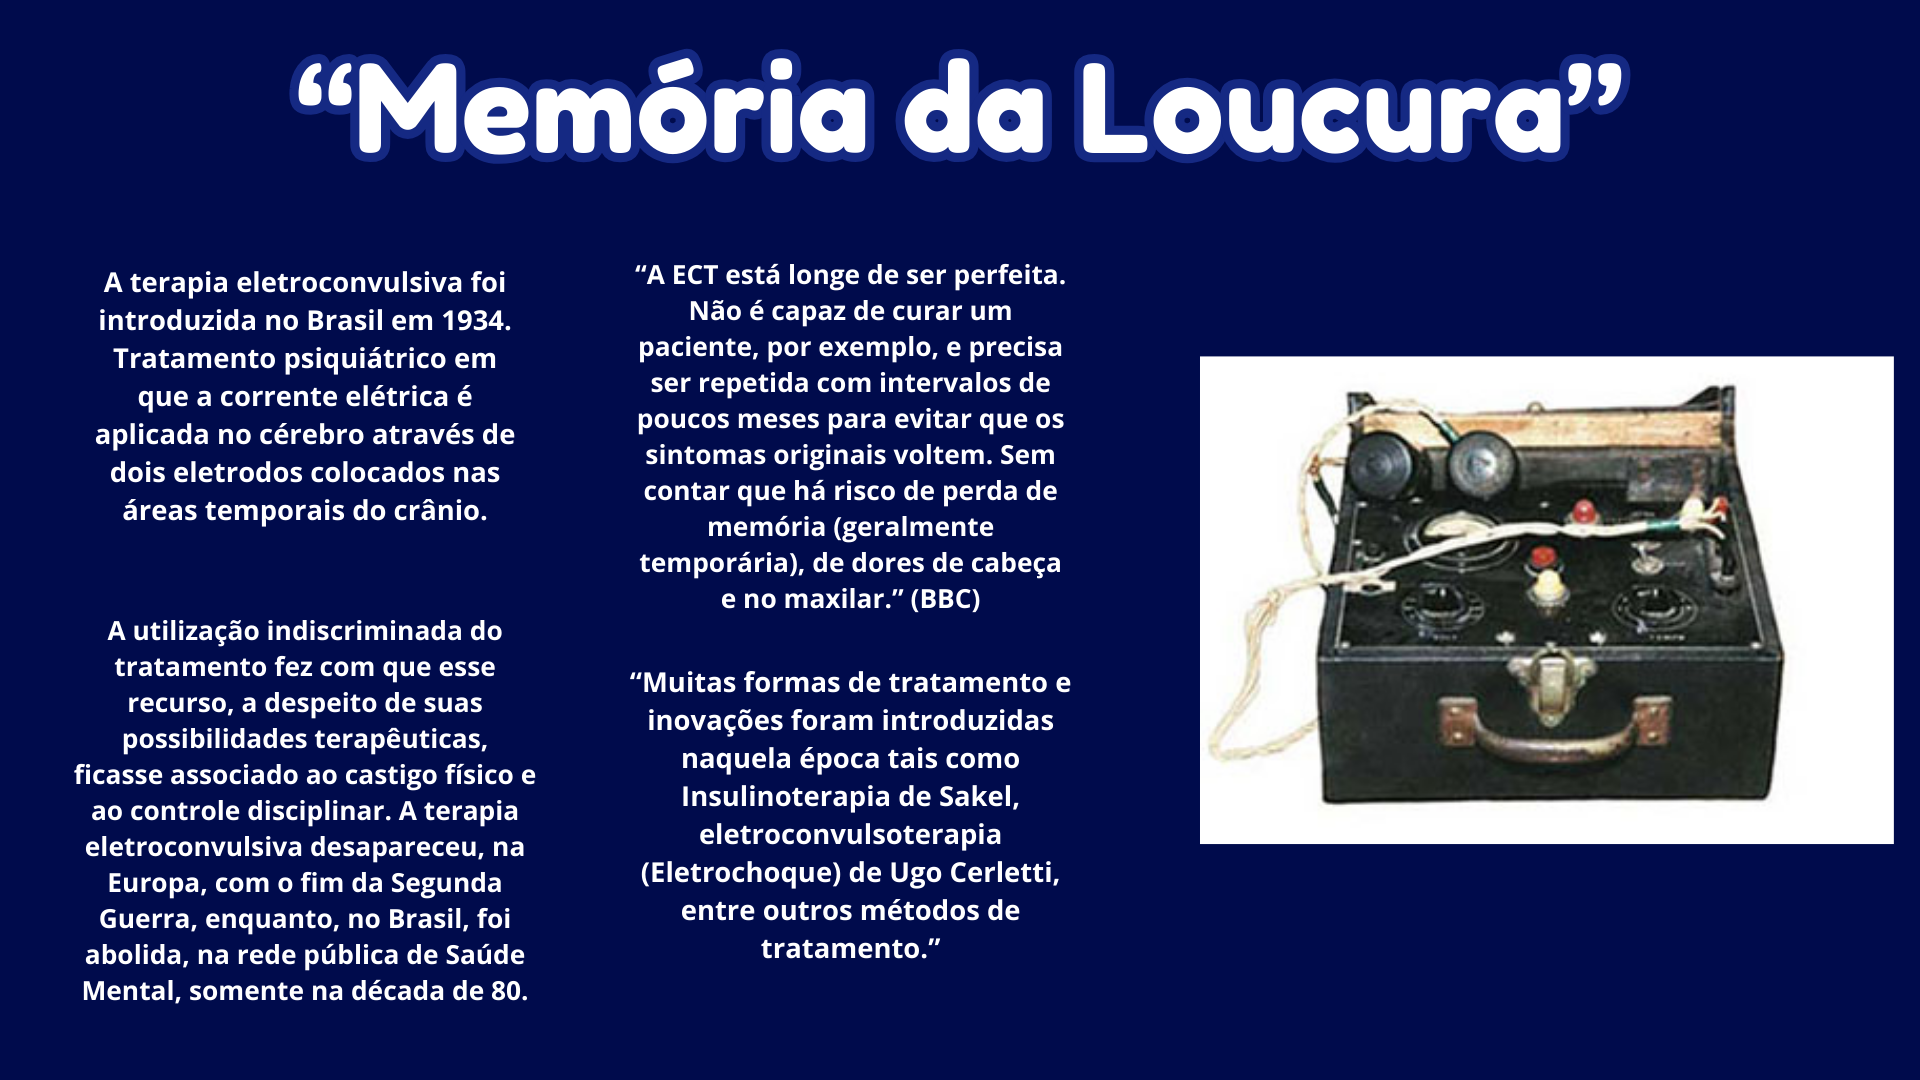 “Memória da Loucura”
A terapia eletroconvulsiva foi
introduzida no Brasil em 1934.
Tratamento psiquiátrico em
que a corrente elétrica é
aplicada no cérebro através de
dois eletrodos colocados nas
áreas temporais do crânio.
A utilização indiscriminada do
tratamento fez com que esse
recurso, a despeito de suas
possibilidades terapêuticas,
ficasse associado ao castigo físico e
ao controle disciplinar. A terapia
eletroconvulsiva desapareceu, na
Europa, com o fim da Segunda
Guerra, enquanto, no Brasil, foi
abolida, na rede pública de Saúde
Mental, somente na década de 80.
“A ECT está longe de ser perfeita.
Não é capaz de curar um
paciente, por exemplo, e precisa
ser repetida com intervalos de
poucos meses para evitar que os
sintomas originais voltem. Sem
contar que há risco de perda de
memória (geralmente
temporária), de dores de cabeça
e no maxilar.” (BBC)
“Muitas formas de tratamento e
inovações foram introduzidas
naquela época tais como
Insulinoterapia de Sakel,
eletroconvulsoterapia
(Eletrochoque) de Ugo Cerletti,
entre outros métodos de
tratamento.”